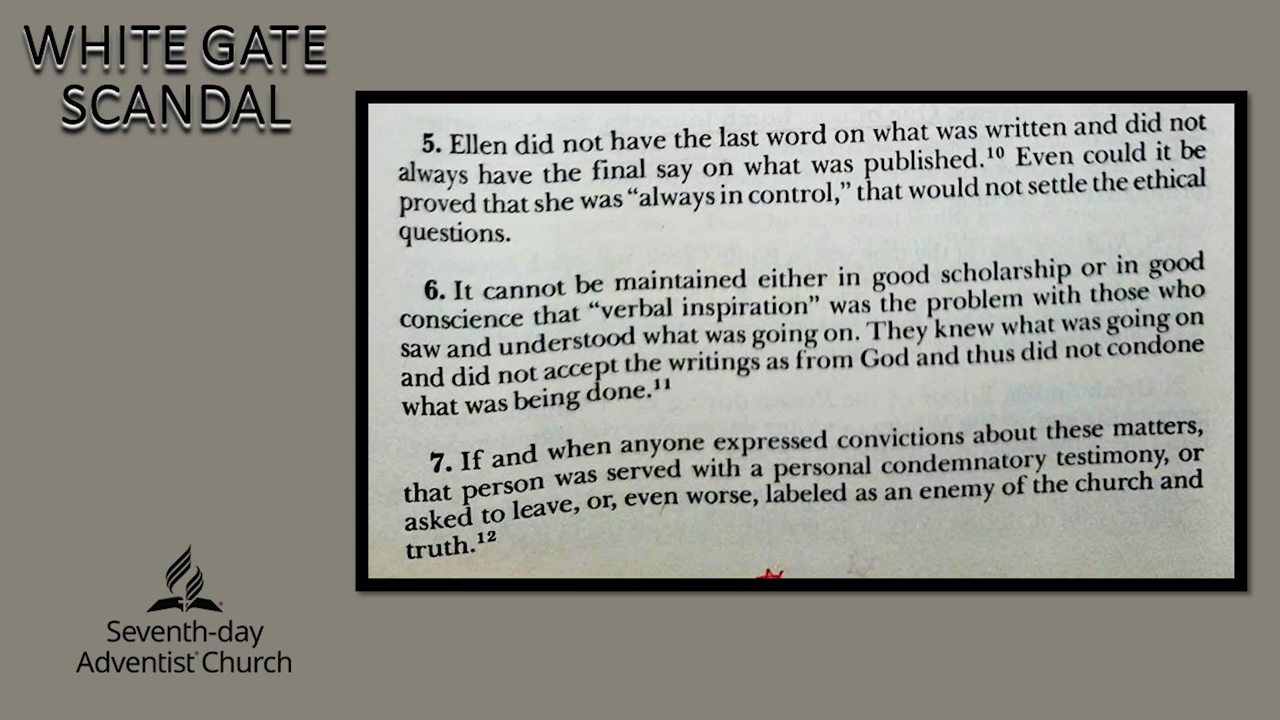 WHITE GATE
SCANDAL
5. Ellen did not have the last word on what was written and did not
always have the final say on what was published.¹⁰ Even could it be
proved that she was “always in control,” that would not settle the ethical
questions.
6. It cannot be maintained either in good scholarship or in good
conscience that “verbal inspiration” was the problem with those who
saw and understood what was going on. They knew what was going on
and did not accept the writings as from God and thus did not condone
what was being done.¹¹
7. If and when anyone expressed convictions about these matters,
that person was served with a personal condemnatory testimony, or
asked to leave, or, even worse, labeled as an enemy of the church and
truth.¹²
Seventh-day
Adventist Church